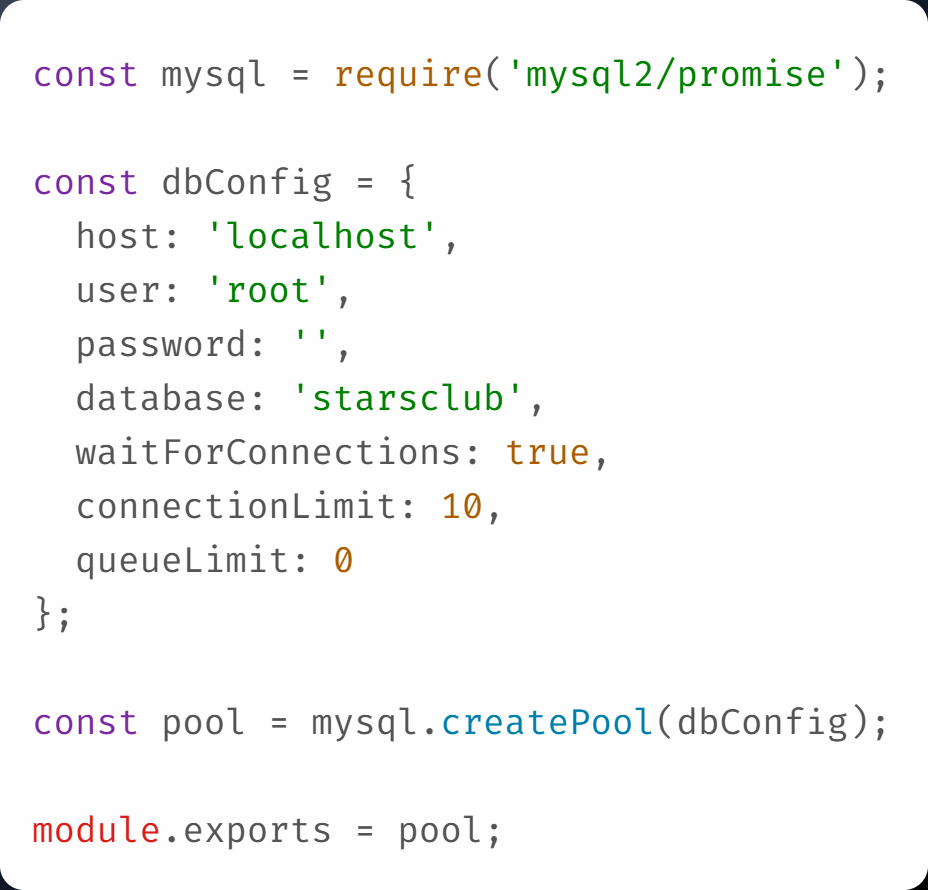 const mysql = require('mysql2/promise');
const dbConfig = {
  host: 'localhost',
  user: 'root',
  password: '',
  database: 'starsclub',
  waitForConnections: true,
  connectionLimit: 10,
  queueLimit: 0
};
const pool = mysql.createPool(dbConfig);
module.exports = pool;